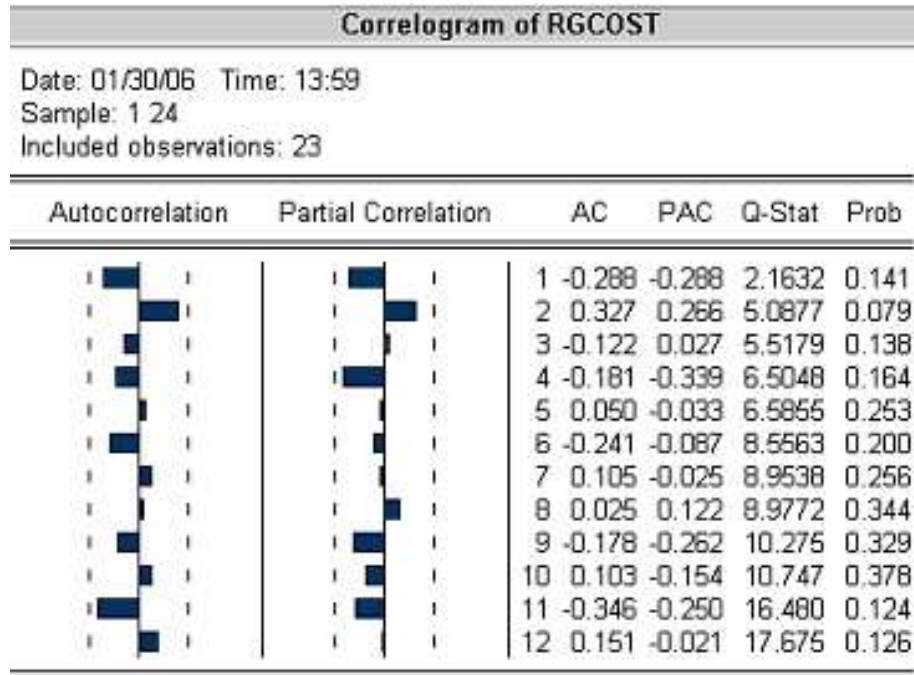 Correlogram of RGCOST
Date: 01/30/06 Time: 13:59
Sample: 1 24
Included observations: 23
Autocorrelation Partial Correlation AC PAC Q-Stat Prob
1 -0.288 -0.288 2.1632 0.141
2 0.327 0.266 5.0877 0.079
3 -0.122 0.027 5.5179 0.138
4 -0.181 -0.339 6.5048 0.164
5 0.050 -0.033 6.5855 0.253
6 -0.241 -0.087 8.5563 0.200
7 0.105 -0.025 8.9538 0.256
8 0.025 0.122 8.9772 0.344
9 -0.178 -0.262 10.275 0.329
10 0.103 -0.154 10.747 0.378
11 -0.346 -0.250 16.480 0.124
12 0.151 -0.021 17.675 0.126